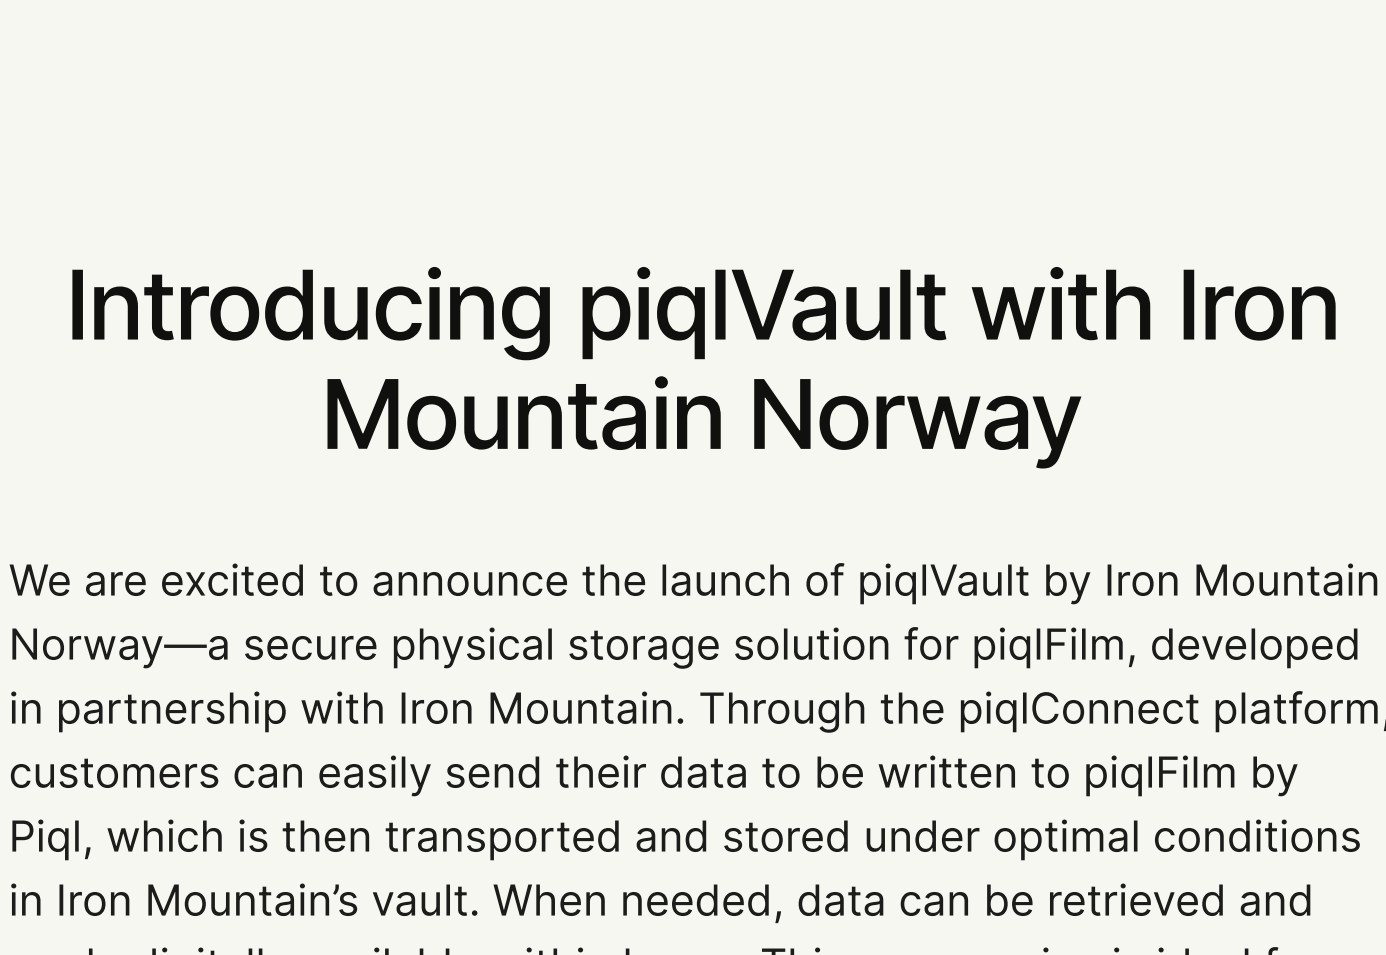 Introducing piqlVault with Iron
Mountain Norway
We are excited to announce the launch of piqlVault by Iron Mountain
Norway—a secure physical storage solution for piqlFilm, developed
in partnership with Iron Mountain. Through the piqlConnect platform,
customers can easily send their data to be written to piqlFilm by
Piql, which is then transported and stored under optimal conditions
in Iron Mountain’s vault. When needed, data can be retrieved and